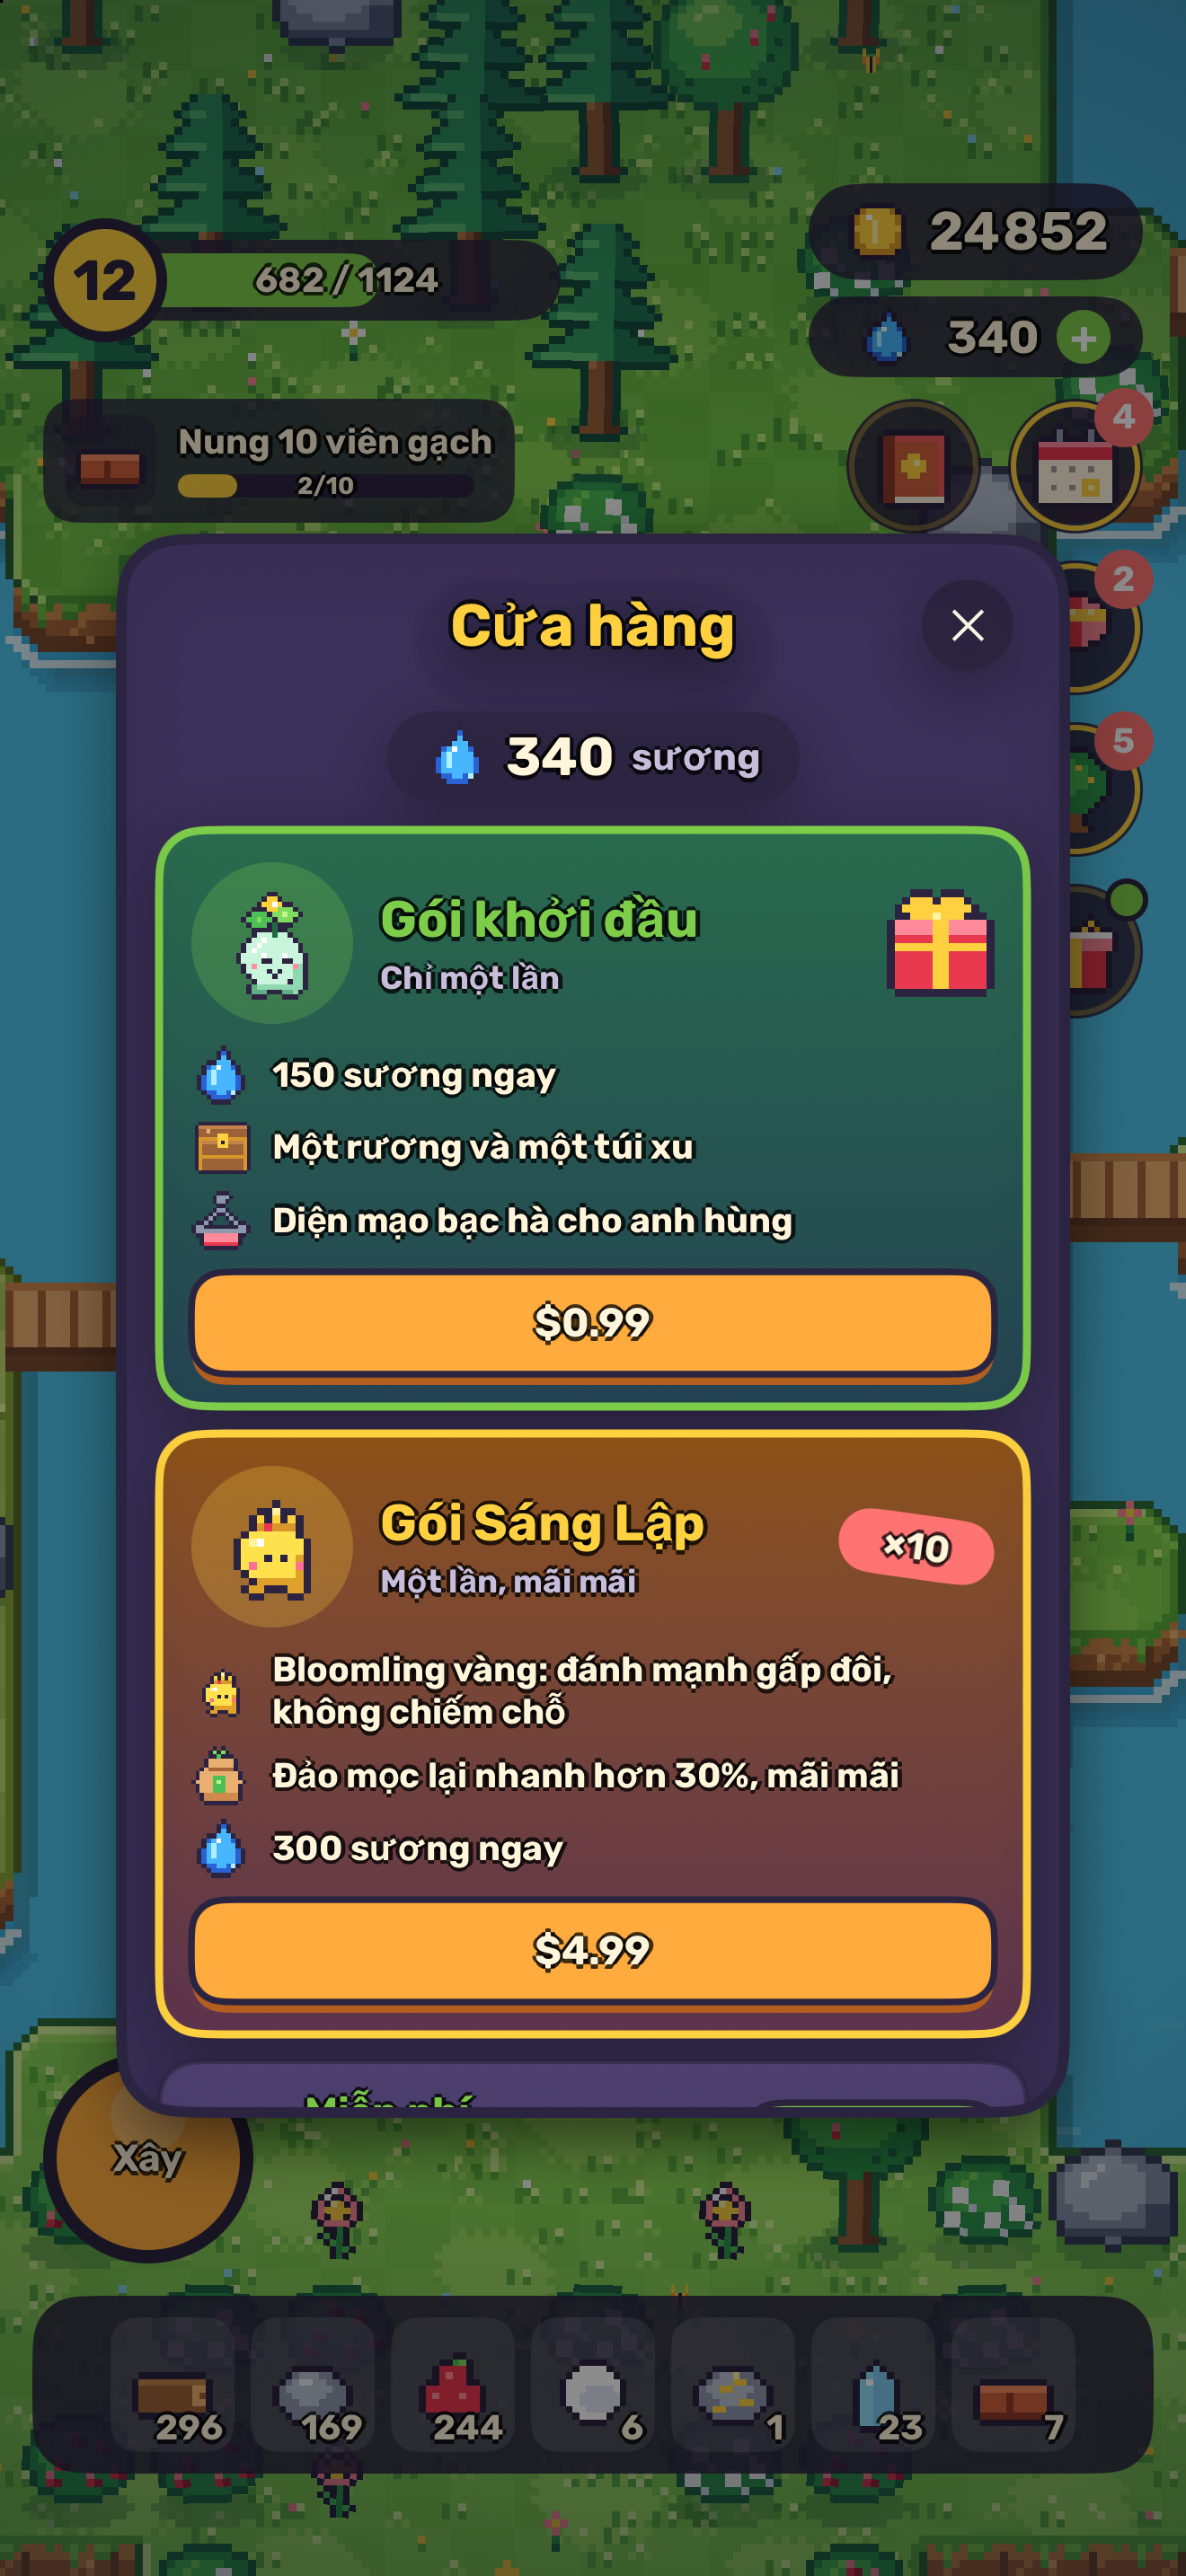 12
682 / 1124
24852
340
+
Nung 10 viên gạch
2/10
4
2
5
Cửa hàng
340 sương
Gói khởi đầu
Chỉ một lần
150 sương ngay
Một rương và một túi xu
Diện mạo bạc hà cho anh hùng
$0.99
Gói Sáng Lập
Một lần, mãi mãi
×10
Bloomling vàng: đánh mạnh gấp đôi,
không chiếm chỗ
Đảo mọc lại nhanh hơn 30%, mãi mãi
300 sương ngay
$4.99
Miễn phí
Xây
296
169
244
6
1
23
7